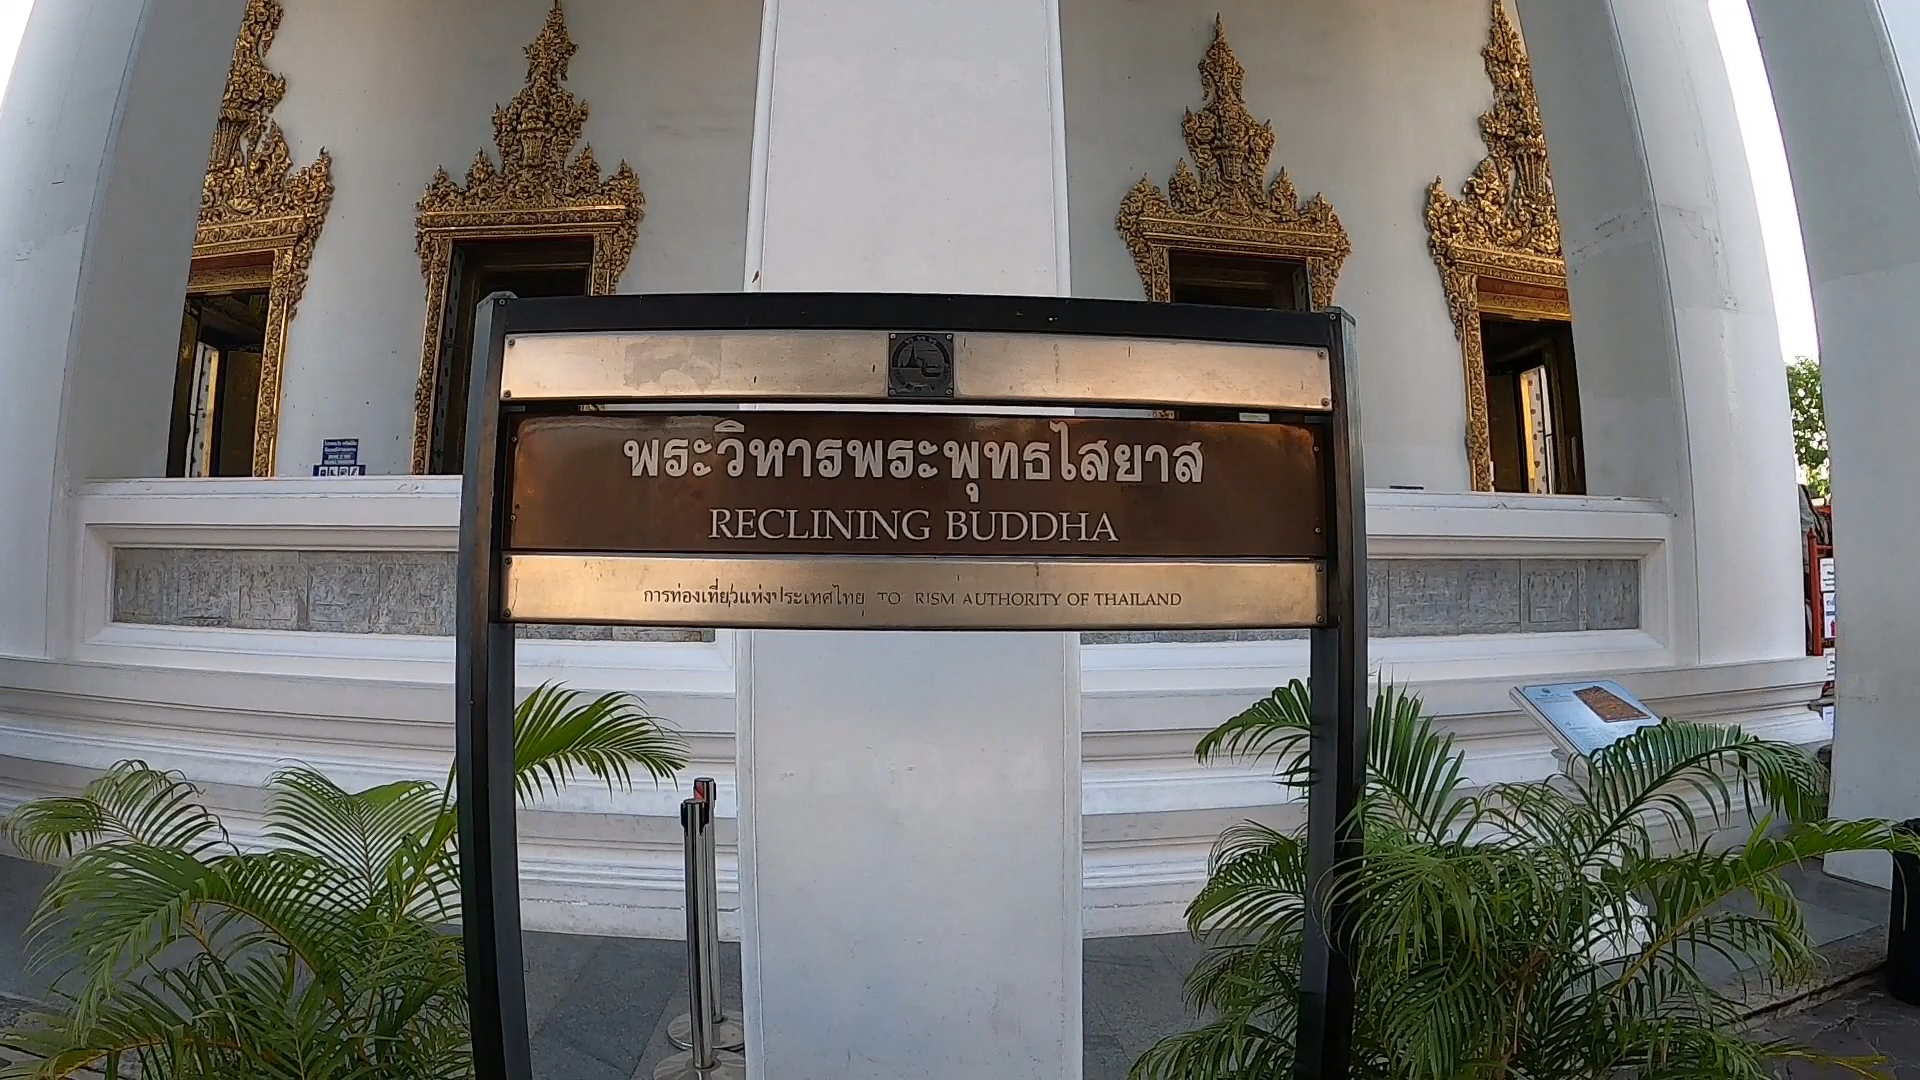 พระวิหารพระพุทธไสยาส
RECLINING BUDDHA
การท่องเที่ยวแห่งประเทศไทย TO RISM AUTHORITY OF THAILAND